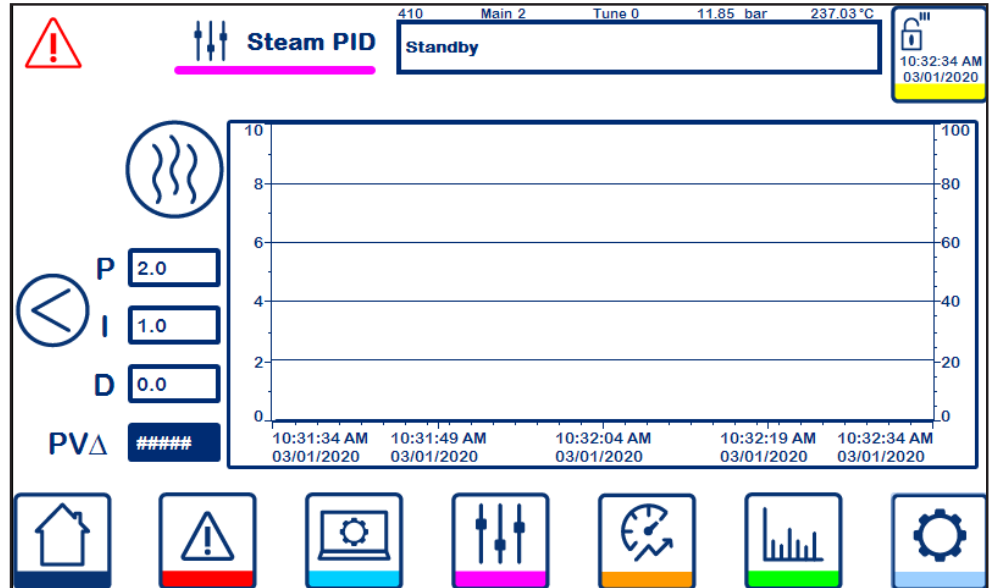 410 Main 2 Tune 0 11.85 bar 237.03°C
Steam PID
Standby
10:32:34 AM
03/01/2020
10 100
8 80
6 60
4 40
2 20
0 0
P 2.0
I 1.0
D 0.0
PV∆ #####
10:31:34 AM 10:31:49 AM 10:32:04 AM 10:32:19 AM 10:32:34 AM
03/01/2020 03/01/2020 03/01/2020 03/01/2020 03/01/2020